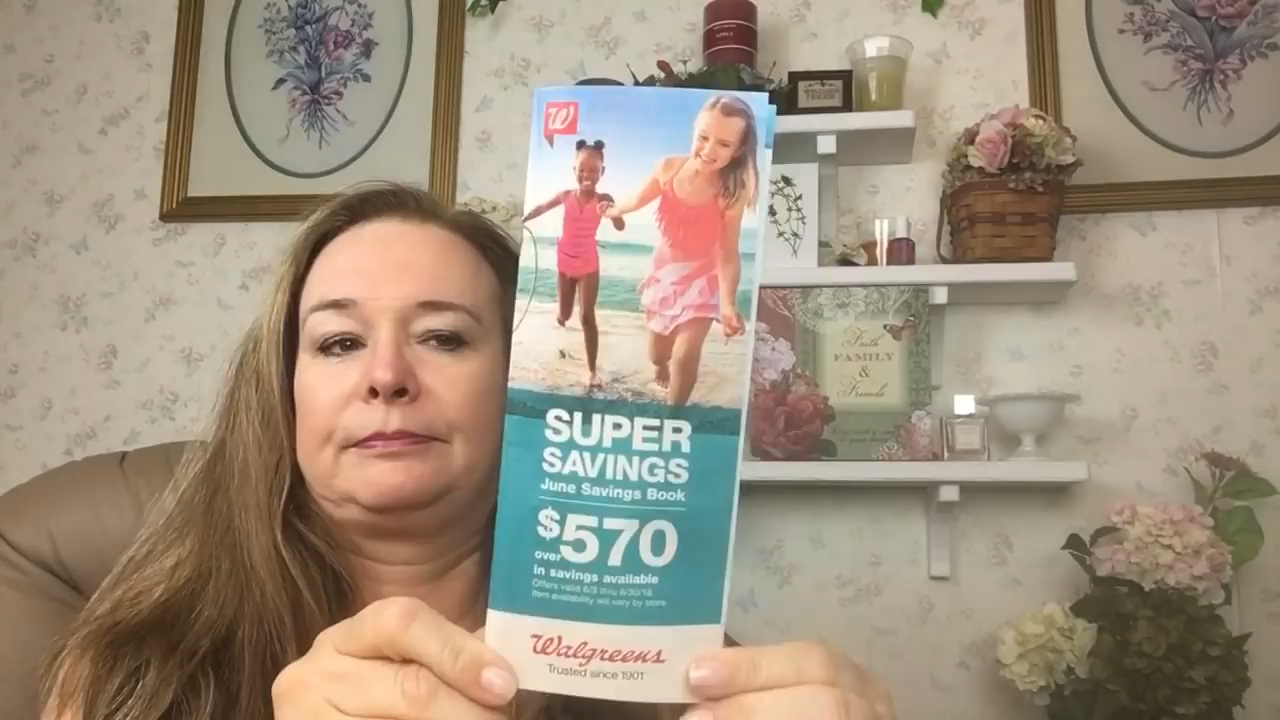 W
SUPER
SAVINGS
June Savings Book
$570
over
in savings available
Offers valid 6/3 thru 6/30/18.
Item availability will vary by store.
Walgreens
Trusted since 1901
Faith
FAMILY
&
Friends